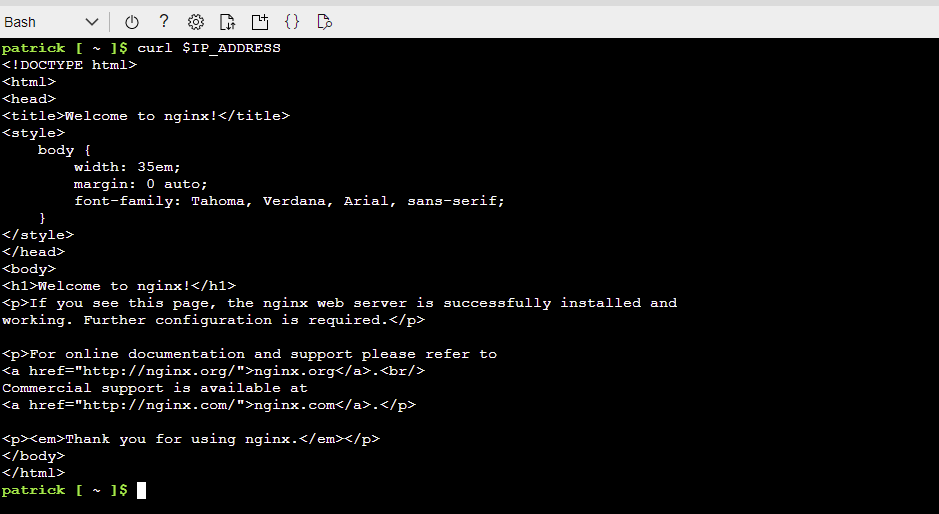 Bash
? {}
patrick [ ~ ]$ curl $IP_ADDRESS
<!DOCTYPE html>
<html>
<head>
<title>Welcome to nginx!</title>
<style>
    body {
        width: 35em;
        margin: 0 auto;
        font-family: Tahoma, Verdana, Arial, sans-serif;
    }
</style>
</head>
<body>
<h1>Welcome to nginx!</h1>
<p>If you see this page, the nginx web server is successfully installed and
working. Further configuration is required.</p>

<p>For online documentation and support please refer to
<a href="http://nginx.org/">nginx.org</a>.<br/>
Commercial support is available at
<a href="http://nginx.com/">nginx.com</a>.</p>

<p><em>Thank you for using nginx.</em></p>
</body>
</html>
patrick [ ~ ]$